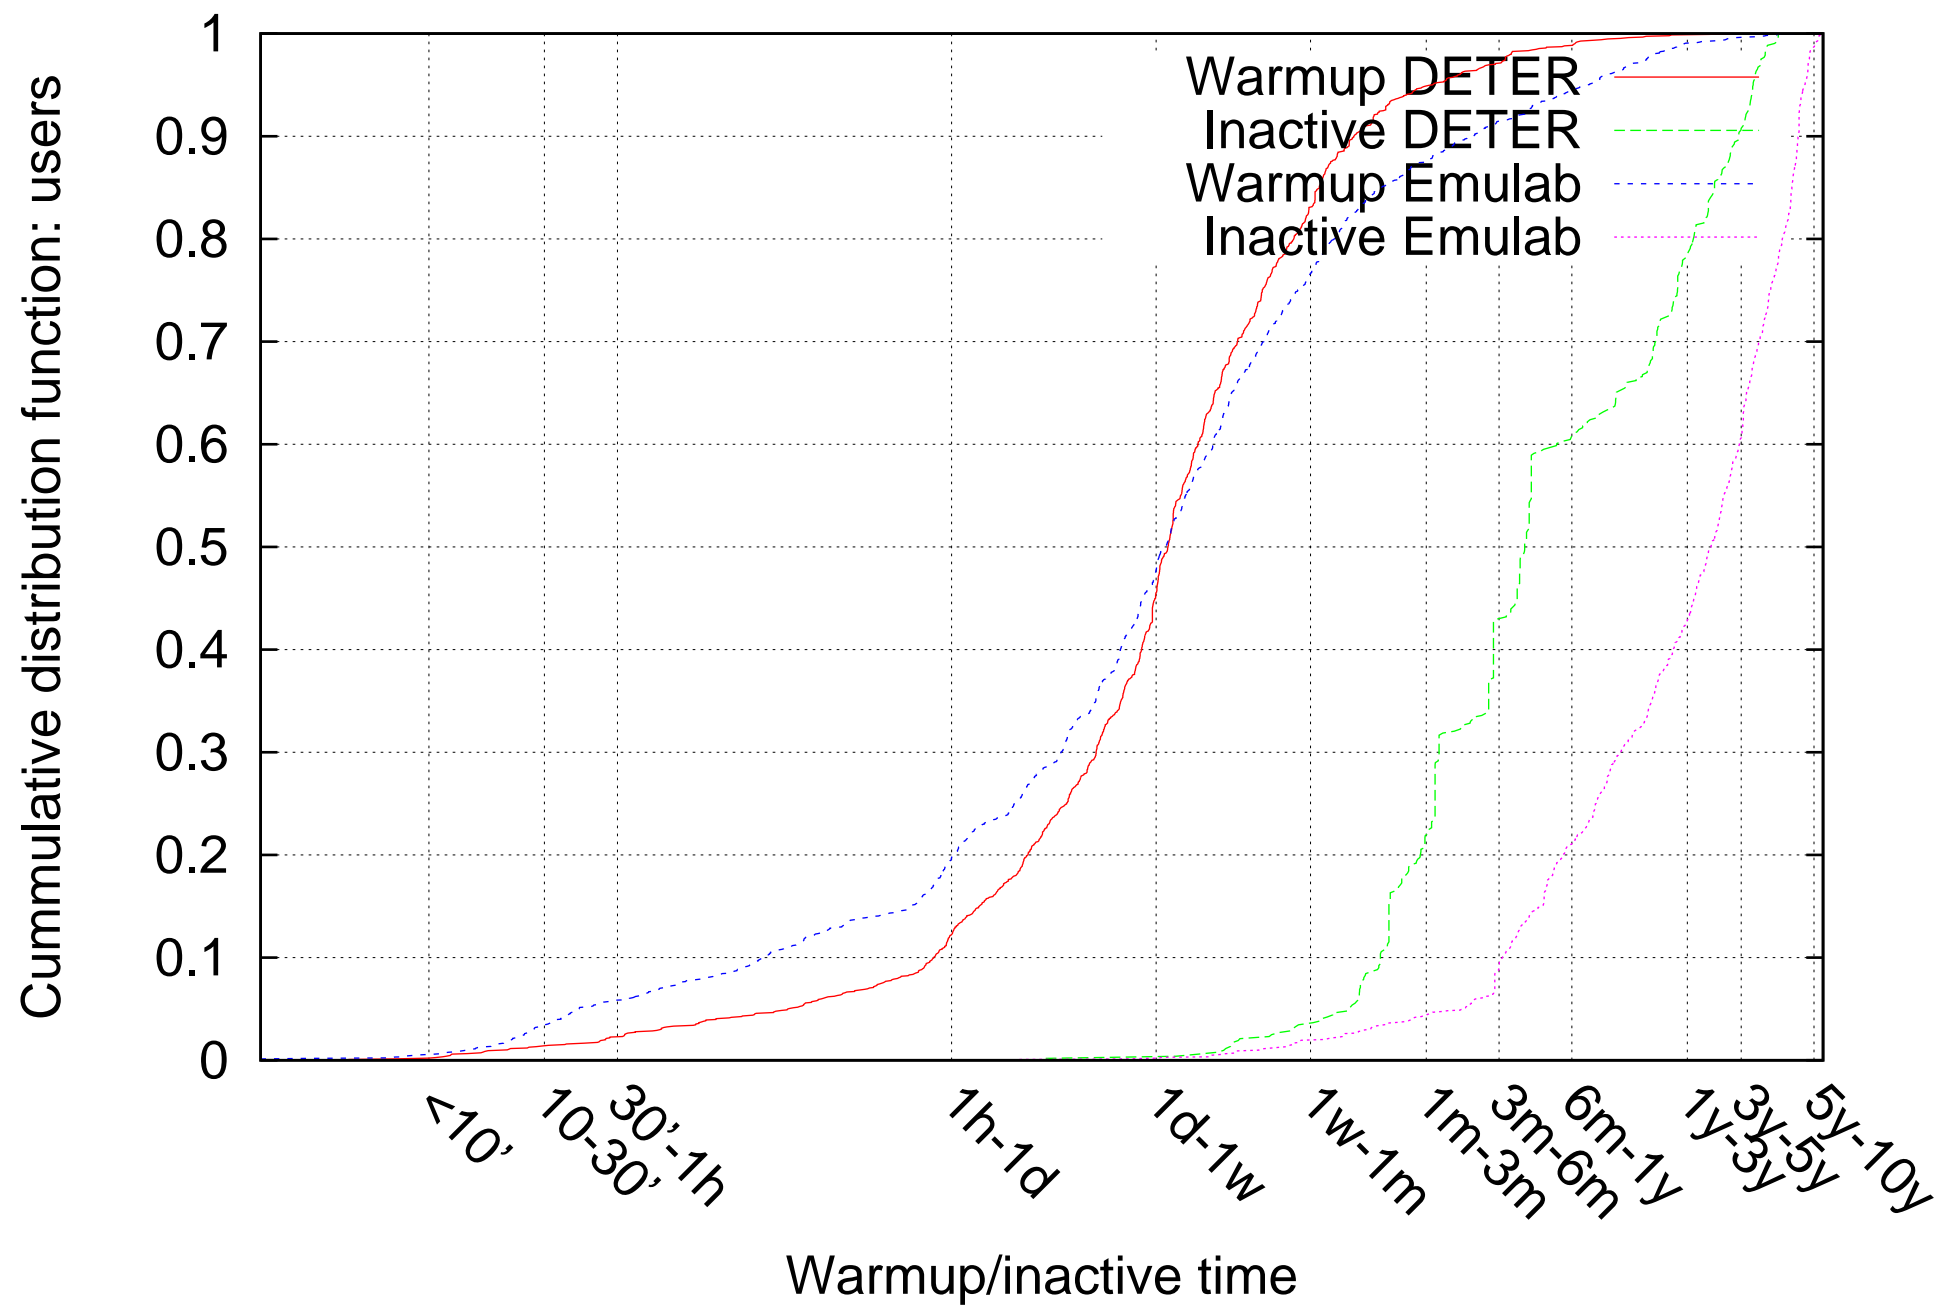 Cummulative distribution function: users
1
0.9
0.8
0.7
0.6
0.5
0.4
0.3
0.2
0.1
0
Warmup DETER
Inactive DETER
Warmup Emulab
Inactive Emulab
<10'
10-30'
30'-1h
1h-1d
1d-1w
1w-1m
1m-3m
3m-6m
6m-1y
1y-3y
3y-5y
5y-10y
Warmup/inactive time